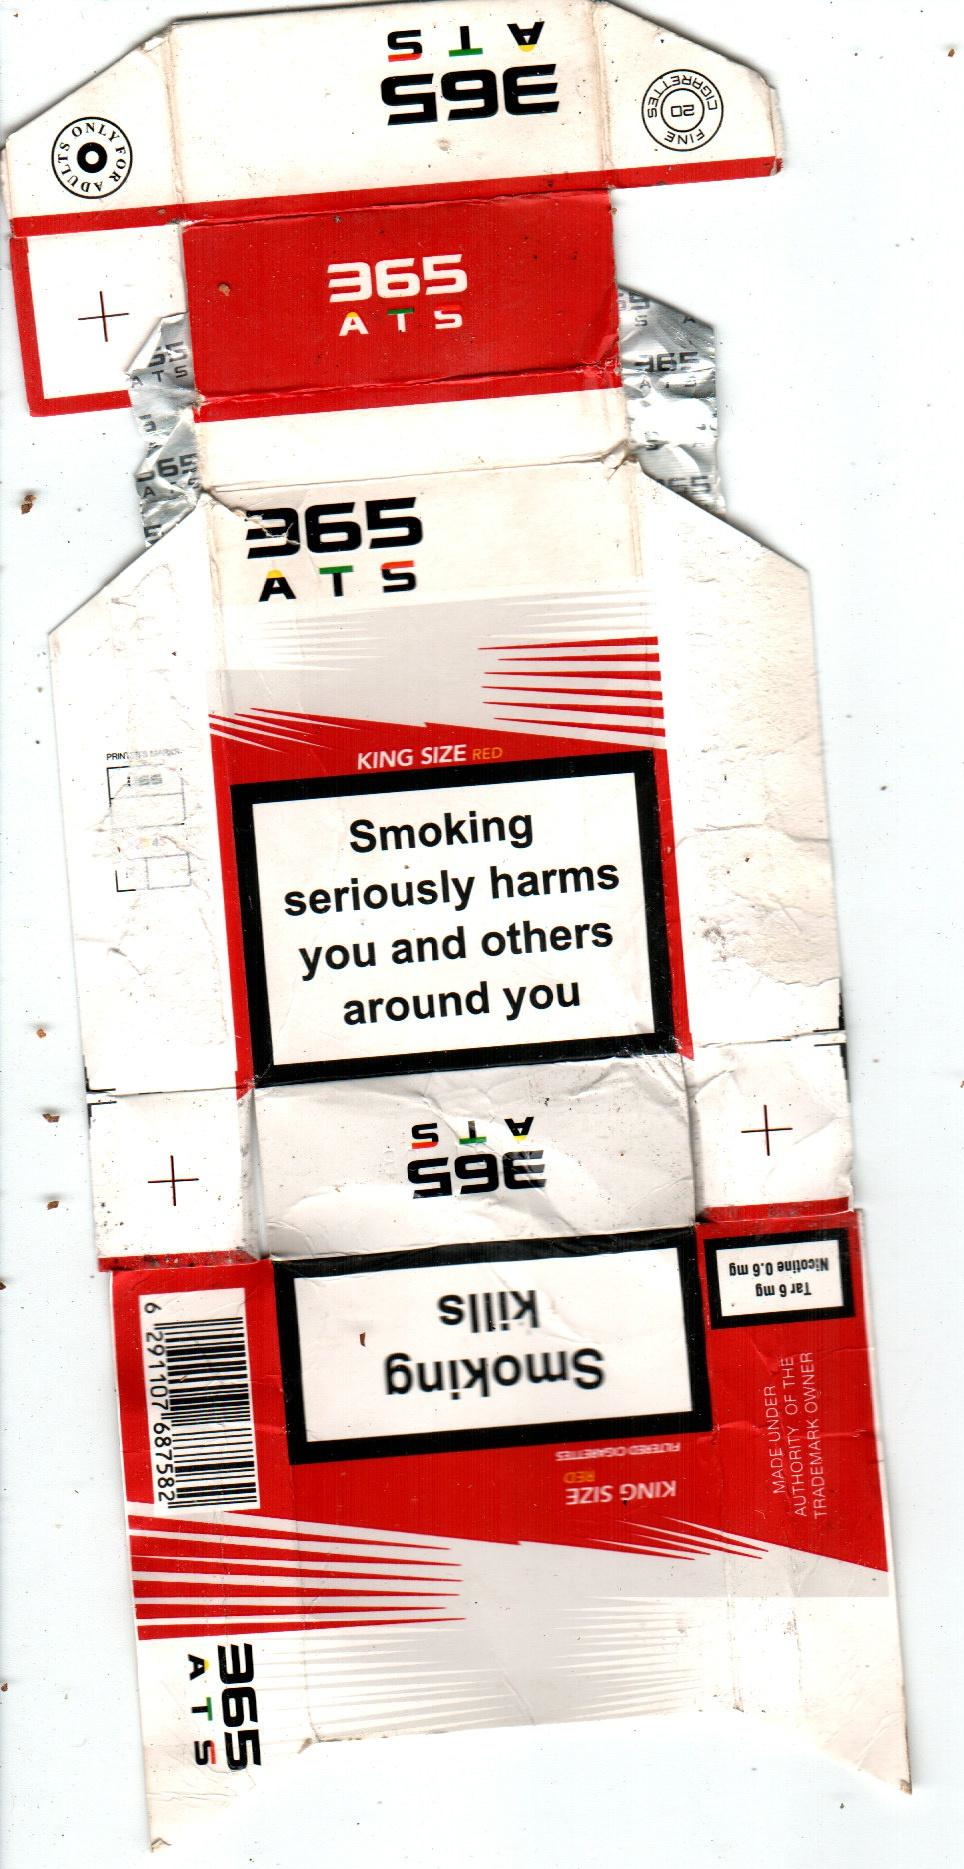 365
ATS
ONLY FOR ADULTS
FINE
20
CIGARETTES
365
ATS
365
ATS
KING SIZE RED
PRINTER'S MARKS
Smoking
seriously harms
you and others
around you
365
ATS
Smoking
kills
KING SIZE
RED
FILTERED CIGARETTES
Tar 6 mg
Nicotine 0.6 mg
MADE UNDER
AUTHORITY OF THE
TRADEMARK OWNER
6 291107 687582
365
ATS